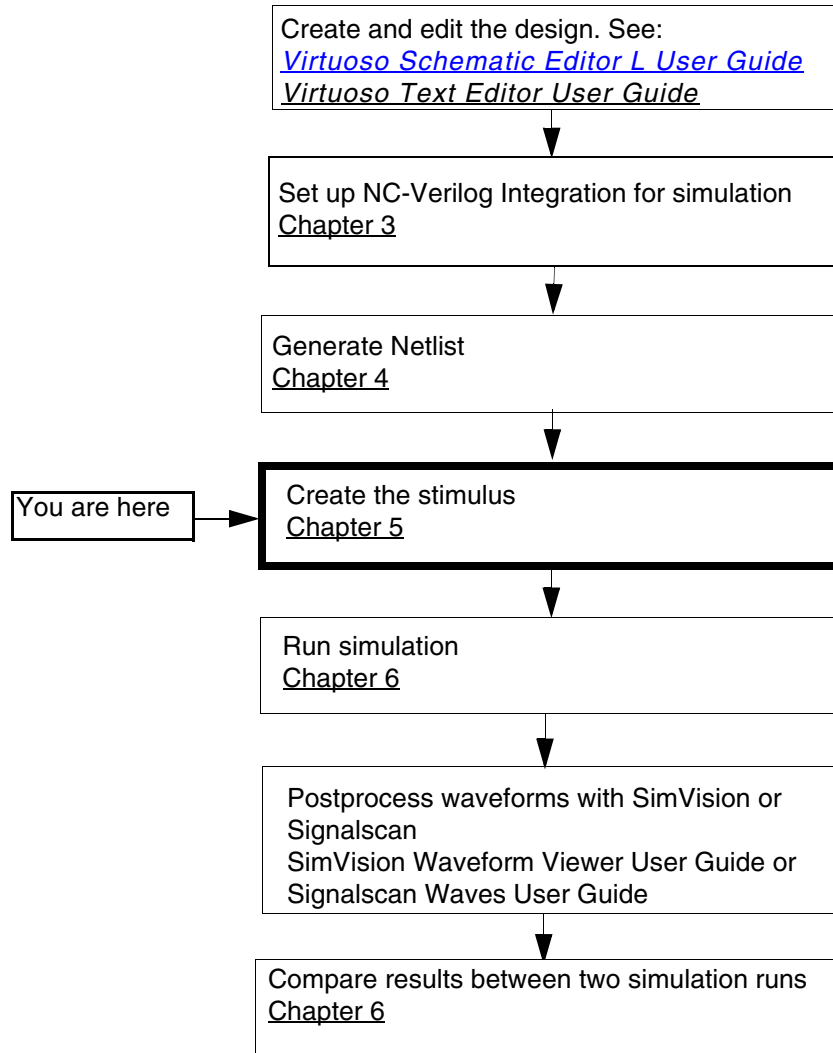 Create and edit the design. See:
Virtuoso Schematic Editor L User Guide
Virtuoso Text Editor User Guide
Set up NC-Verilog Integration for simulation
Chapter 3
Generate Netlist
Chapter 4
You are here
Create the stimulus
Chapter 5
Run simulation
Chapter 6
Postprocess waveforms with SimVision or
Signalscan
SimVision Waveform Viewer User Guide or
Signalscan Waves User Guide
Compare results between two simulation runs
Chapter 6